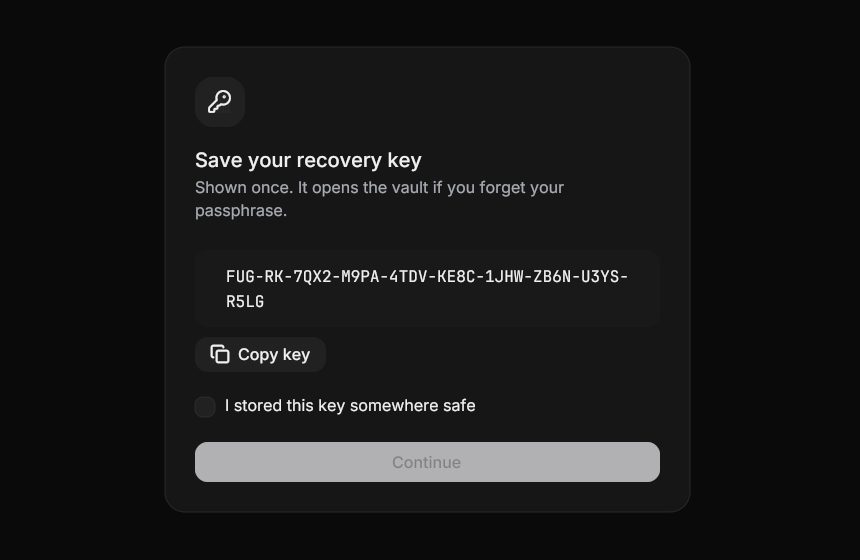 Save your recovery key
Shown once. It opens the vault if you forget your
passphrase.
FUG-RK-7QX2-M9PA-4TDV-KE8C-1JHW-ZB6N-U3YS-
R5LG
Copy key
I stored this key somewhere safe
Continue